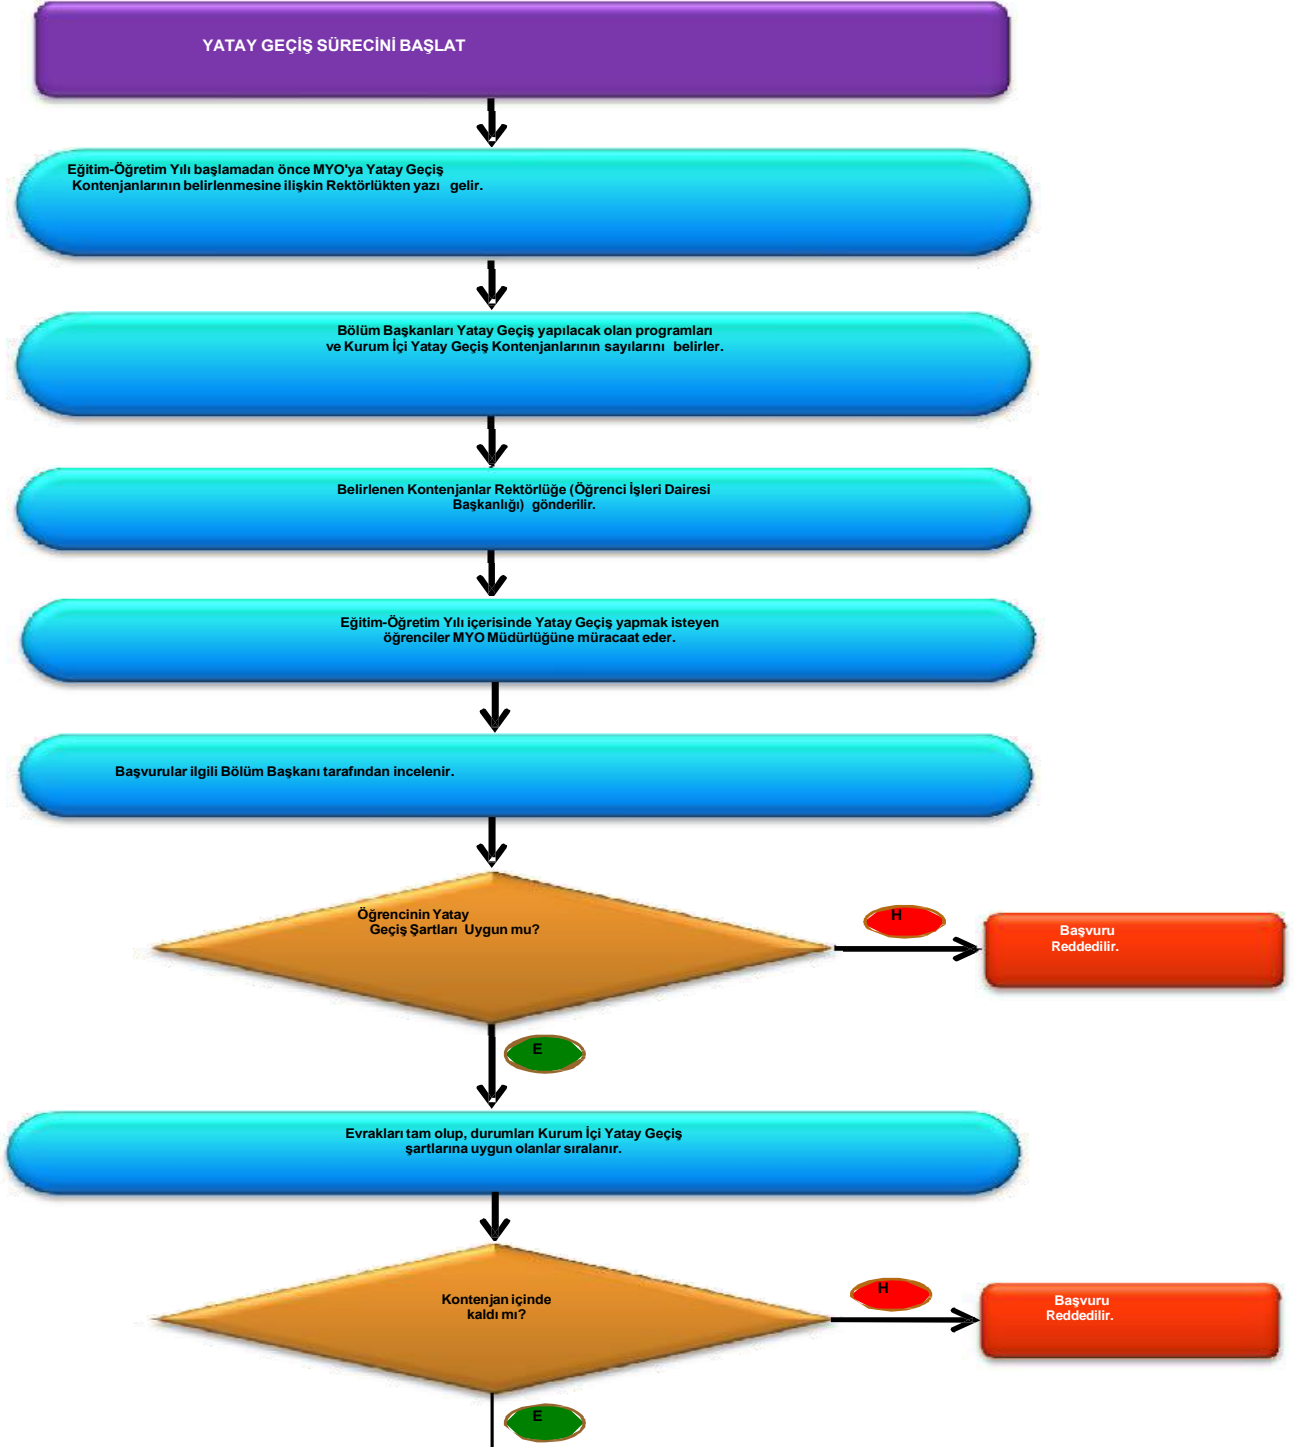 YATAY GEÇİŞ SÜRECİNİ BAŞLAT
Eğitim-Öğretim Yılı başlamadan önce MYO'ya Yatay Geçiş
Kontenjanlarının belirlenmesine ilişkin Rektörlükten yazı gelir.
Bölüm Başkanları Yatay Geçiş yapılacak olan programları
ve Kurum İçi Yatay Geçiş Kontenjanlarının sayılarını belirler.
Belirlenen Kontenjanlar Rektörlüğe (Öğrenci İşleri Dairesi
Başkanlığı) gönderilir.
Eğitim-Öğretim Yılı içerisinde Yatay Geçiş yapmak isteyen
öğrenciler MYO Müdürlüğüne müracaat eder.
Başvurular ilgili Bölüm Başkanı tarafından incelenir.
Öğrencinin Yatay
Geçiş Şartları Uygun mu?
H
Başvuru
Reddedilir.
E
Evrakları tam olup, durumları Kurum İçi Yatay Geçiş
şartlarına uygun olanlar sıralanır.
Kontenjan içinde
kaldı mı?
H
Başvuru
Reddedilir.
E